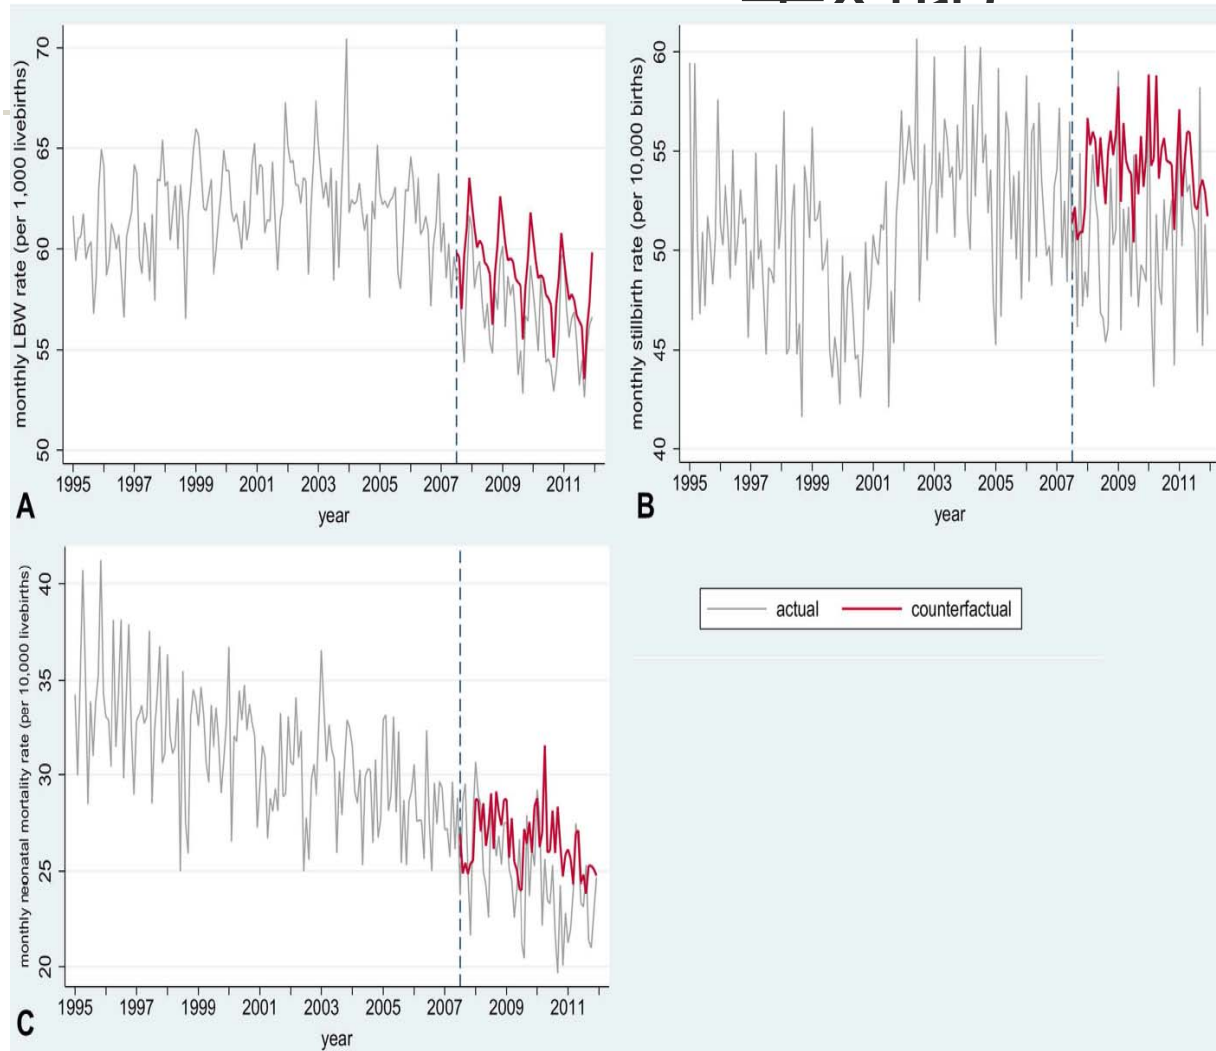 monthly LBW rate (per 1,000 livebirths)
70
65
60
55
50
1995 1997 1999 2001 2003 2005 2007 2009 2011
year
A
monthly stillbirth rate (per 10,000 births)
60
55
50
45
40
1995 1997 1999 2001 2003 2005 2007 2009 2011
year
B
monthly neonatal mortality rate (per 10,000 livebirths)
40
35
30
25
20
1995 1997 1999 2001 2003 2005 2007 2009 2011
year
C
actual counterfactual